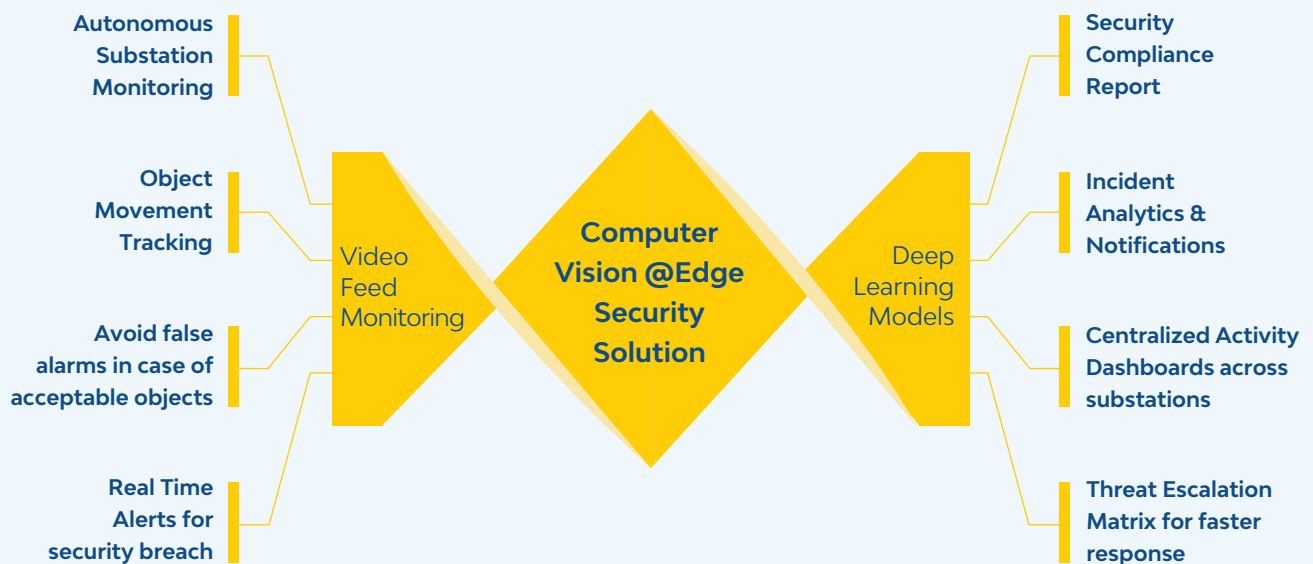 Autonomous
Substation
Monitoring
Object
Movement
Tracking
Avoid false
alarms in case of
acceptable objects
Real Time
Alerts for
security breach
Video
Feed
Monitoring
Computer
Vision @Edge
Security
Solution
Deep
Learning
Models
Security
Compliance
Report
Incident
Analytics &
Notifications
Centralized Activity
Dashboards across
substations
Threat Escalation
Matrix for faster
response